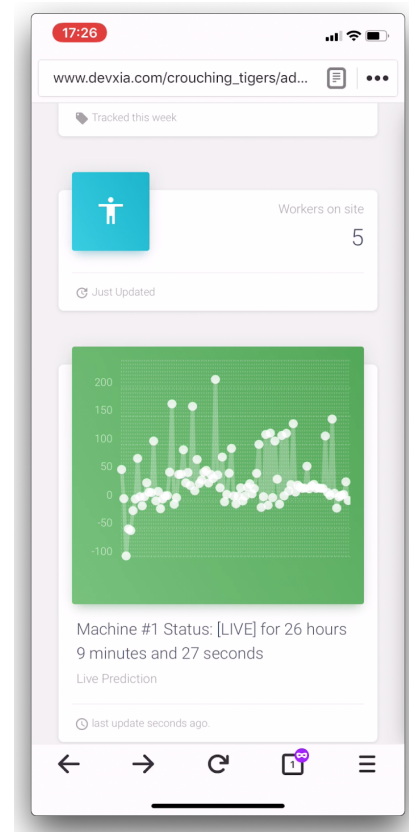 17:26
www.devxia.com/crouching_tigers/ad...
Tracked this week
Workers on site
5
Just Updated
200
150
100
50
0
-50
-100
Machine #1 Status: [LIVE] for 26 hours
9 minutes and 27 seconds
Live Prediction
last update seconds ago.
1